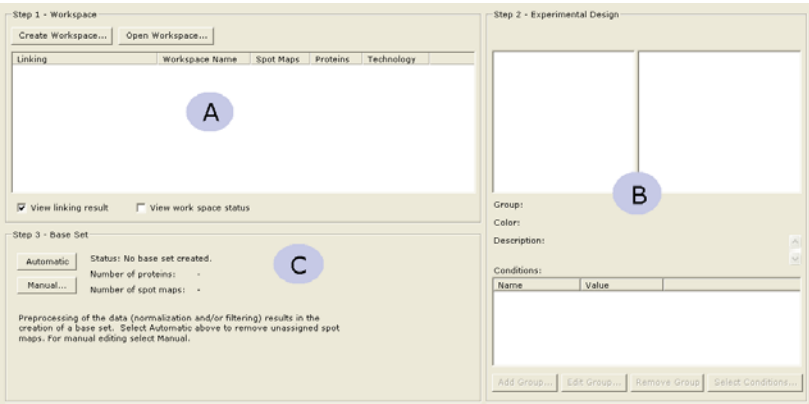 Step 1 - Workspace
Create Workspace... Open Workspace...
Linking Workspace Name Spot Maps Proteins Technology
A
View linking result View work space status
Step 2 - Experimental Design
B
Group:
Color:
Description:
Conditions:
Name Value
Add Group... Edit Group... Remove Group Select Conditions...
Step 3 - Base Set
C
Automatic Status: No base set created.
Number of proteins: -
Manual... Number of spot maps: -
Preprocessing of the data (normalization and/or filtering) results in the
creation of a base set. Select Automatic above to remove unassigned spot
maps. For manual editing select Manual.